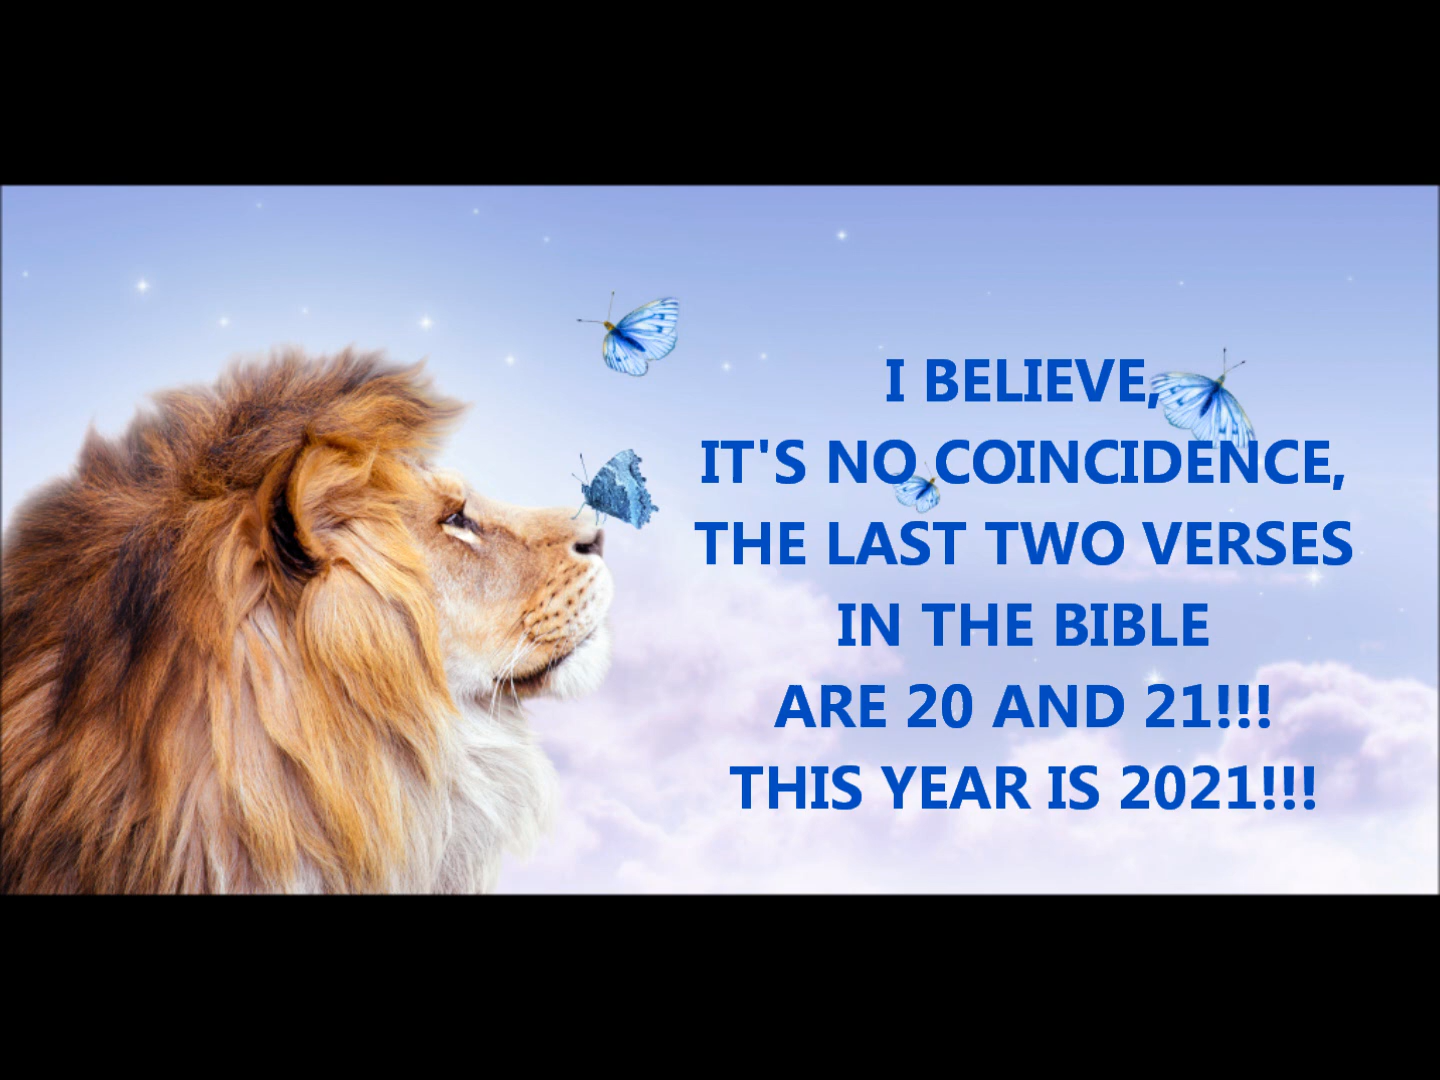 I BELIEVE,
IT'S NO COINCIDENCE,
THE LAST TWO VERSES
IN THE BIBLE
ARE 20 AND 21!!!
THIS YEAR IS 2021!!!